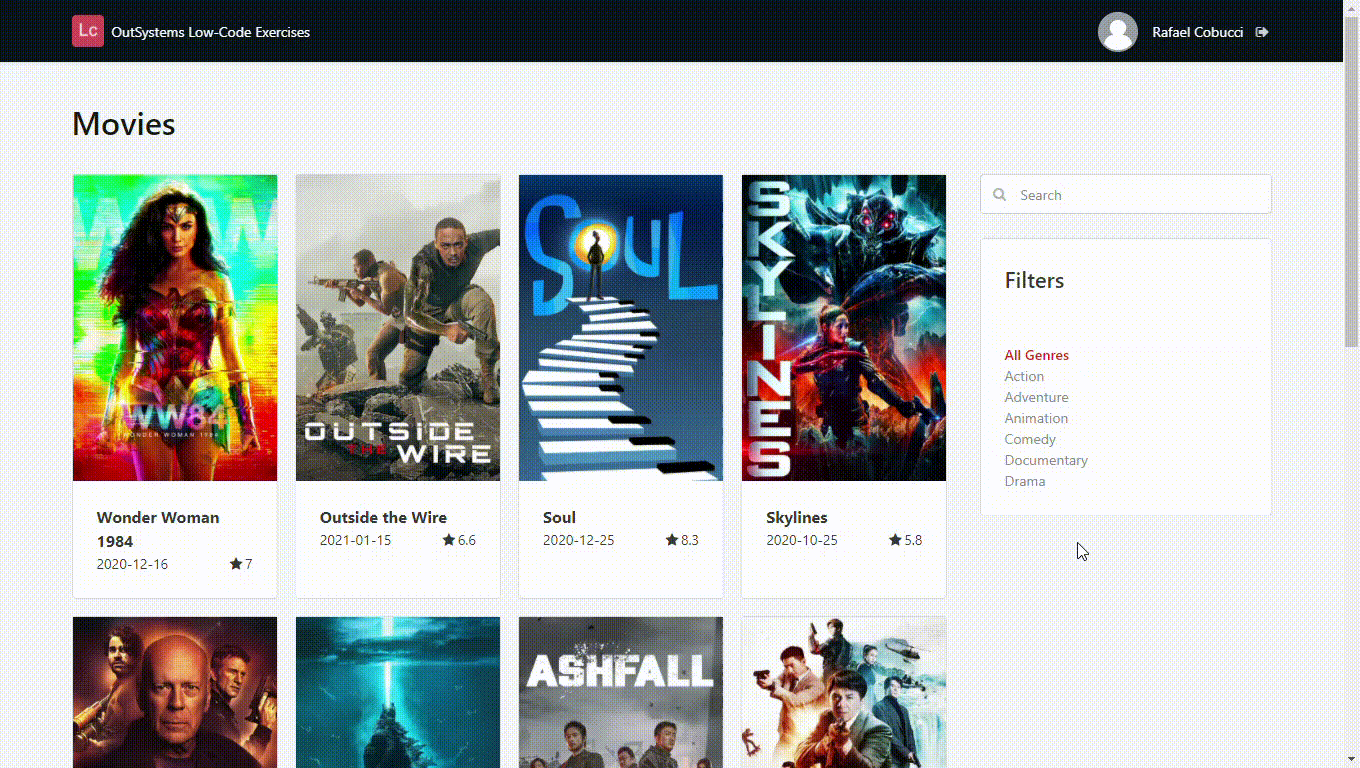 Lc OutSystems Low-Code Exercises
Rafael Cobucci
Movies
WW84
WONDER WOMAN 1984
OUTSIDE
THE WIRE
SOUL
SKYLINES
Search
Filters
All Genres
Action
Adventure
Animation
Comedy
Documentary
Drama
Wonder Woman
1984
2020-12-16 7
Outside the Wire
2021-01-15 6.6
Soul
2020-12-25 8.3
Skylines
2020-10-25 5.8
ASHFALL